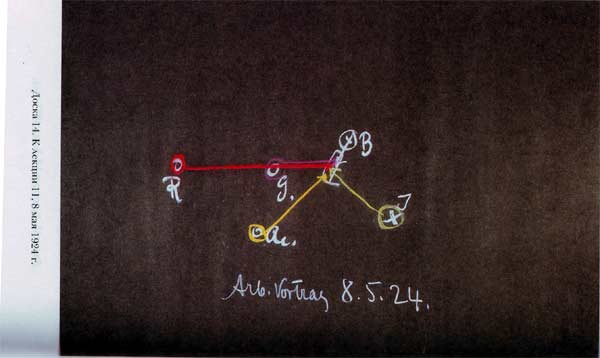 Доска 14. К лекции 11, 8 мая 1924 г.
B
R
g.
J
a.
Arb. Vortrag 8.5.24.